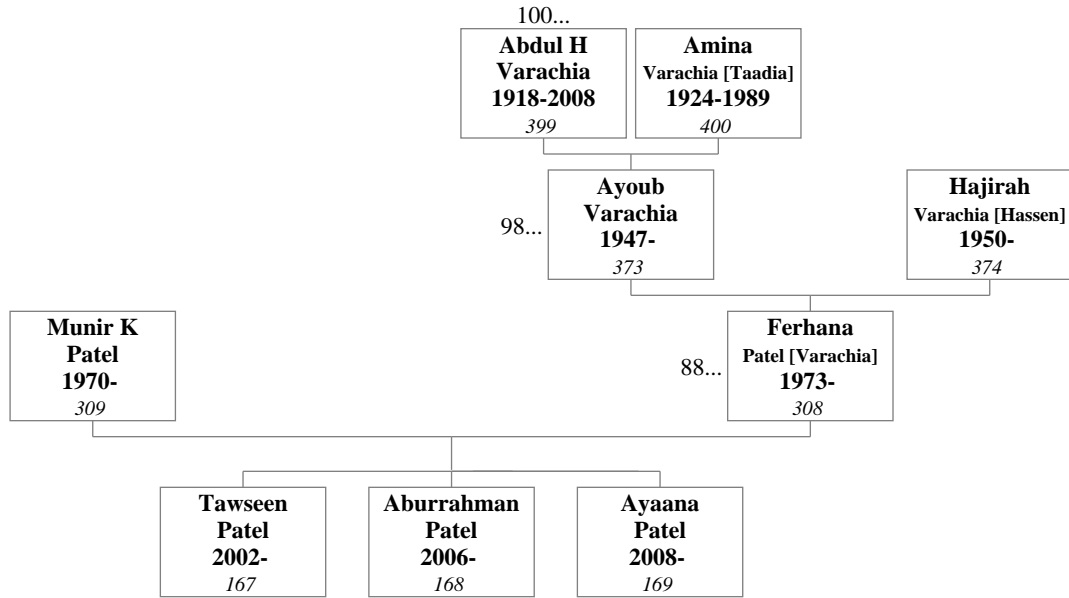 100...
Abdul H
Varachia
1918-2008
399
Amina
Varachia [Taadia]
1924-1989
400
98...
Ayoub
Varachia
1947-
373
Hajirah
Varachia [Hassen]
1950-
374
Munir K
Patel
1970-
309
88...
Ferhana
Patel [Varachia]
1973-
308
Tawseen
Patel
2002-
167
Aburrahman
Patel
2006-
168
Ayaana
Patel
2008-
169